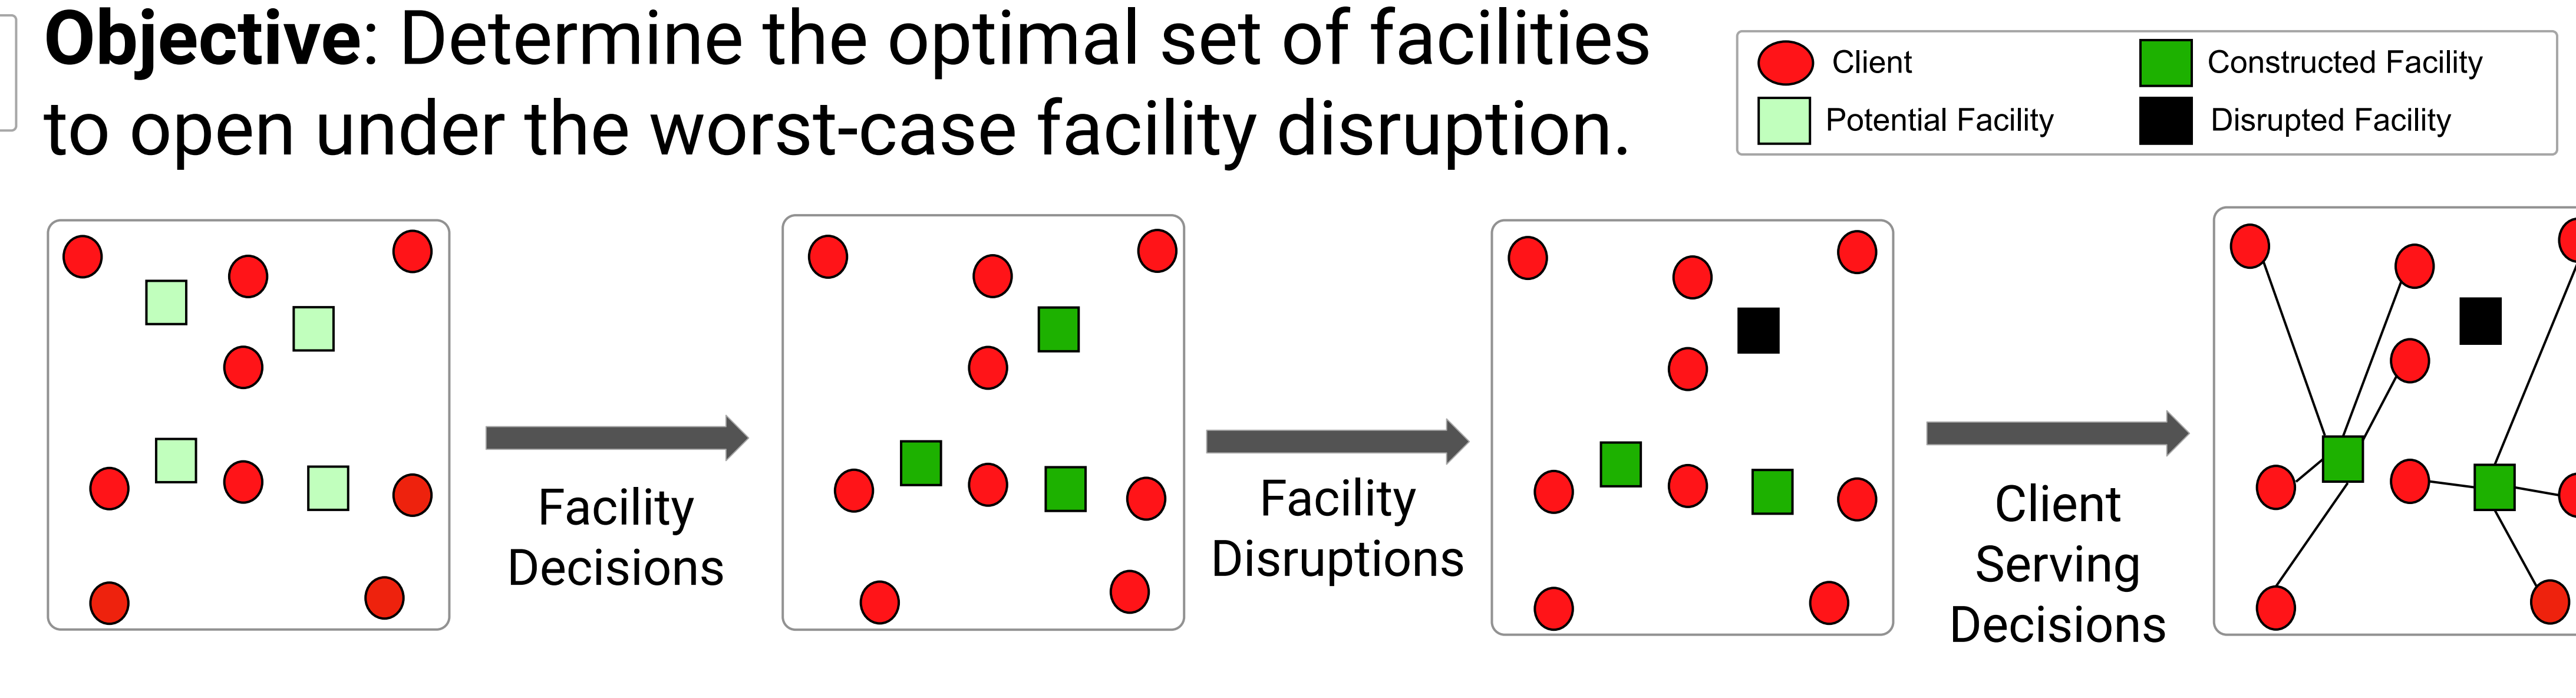 Objective: Determine the optimal set of facilities
to open under the worst-case facility disruption.
Client
Constructed Facility
Potential Facility
Disrupted Facility
Facility
Decisions
Facility
Disruptions
Client
Serving
Decisions